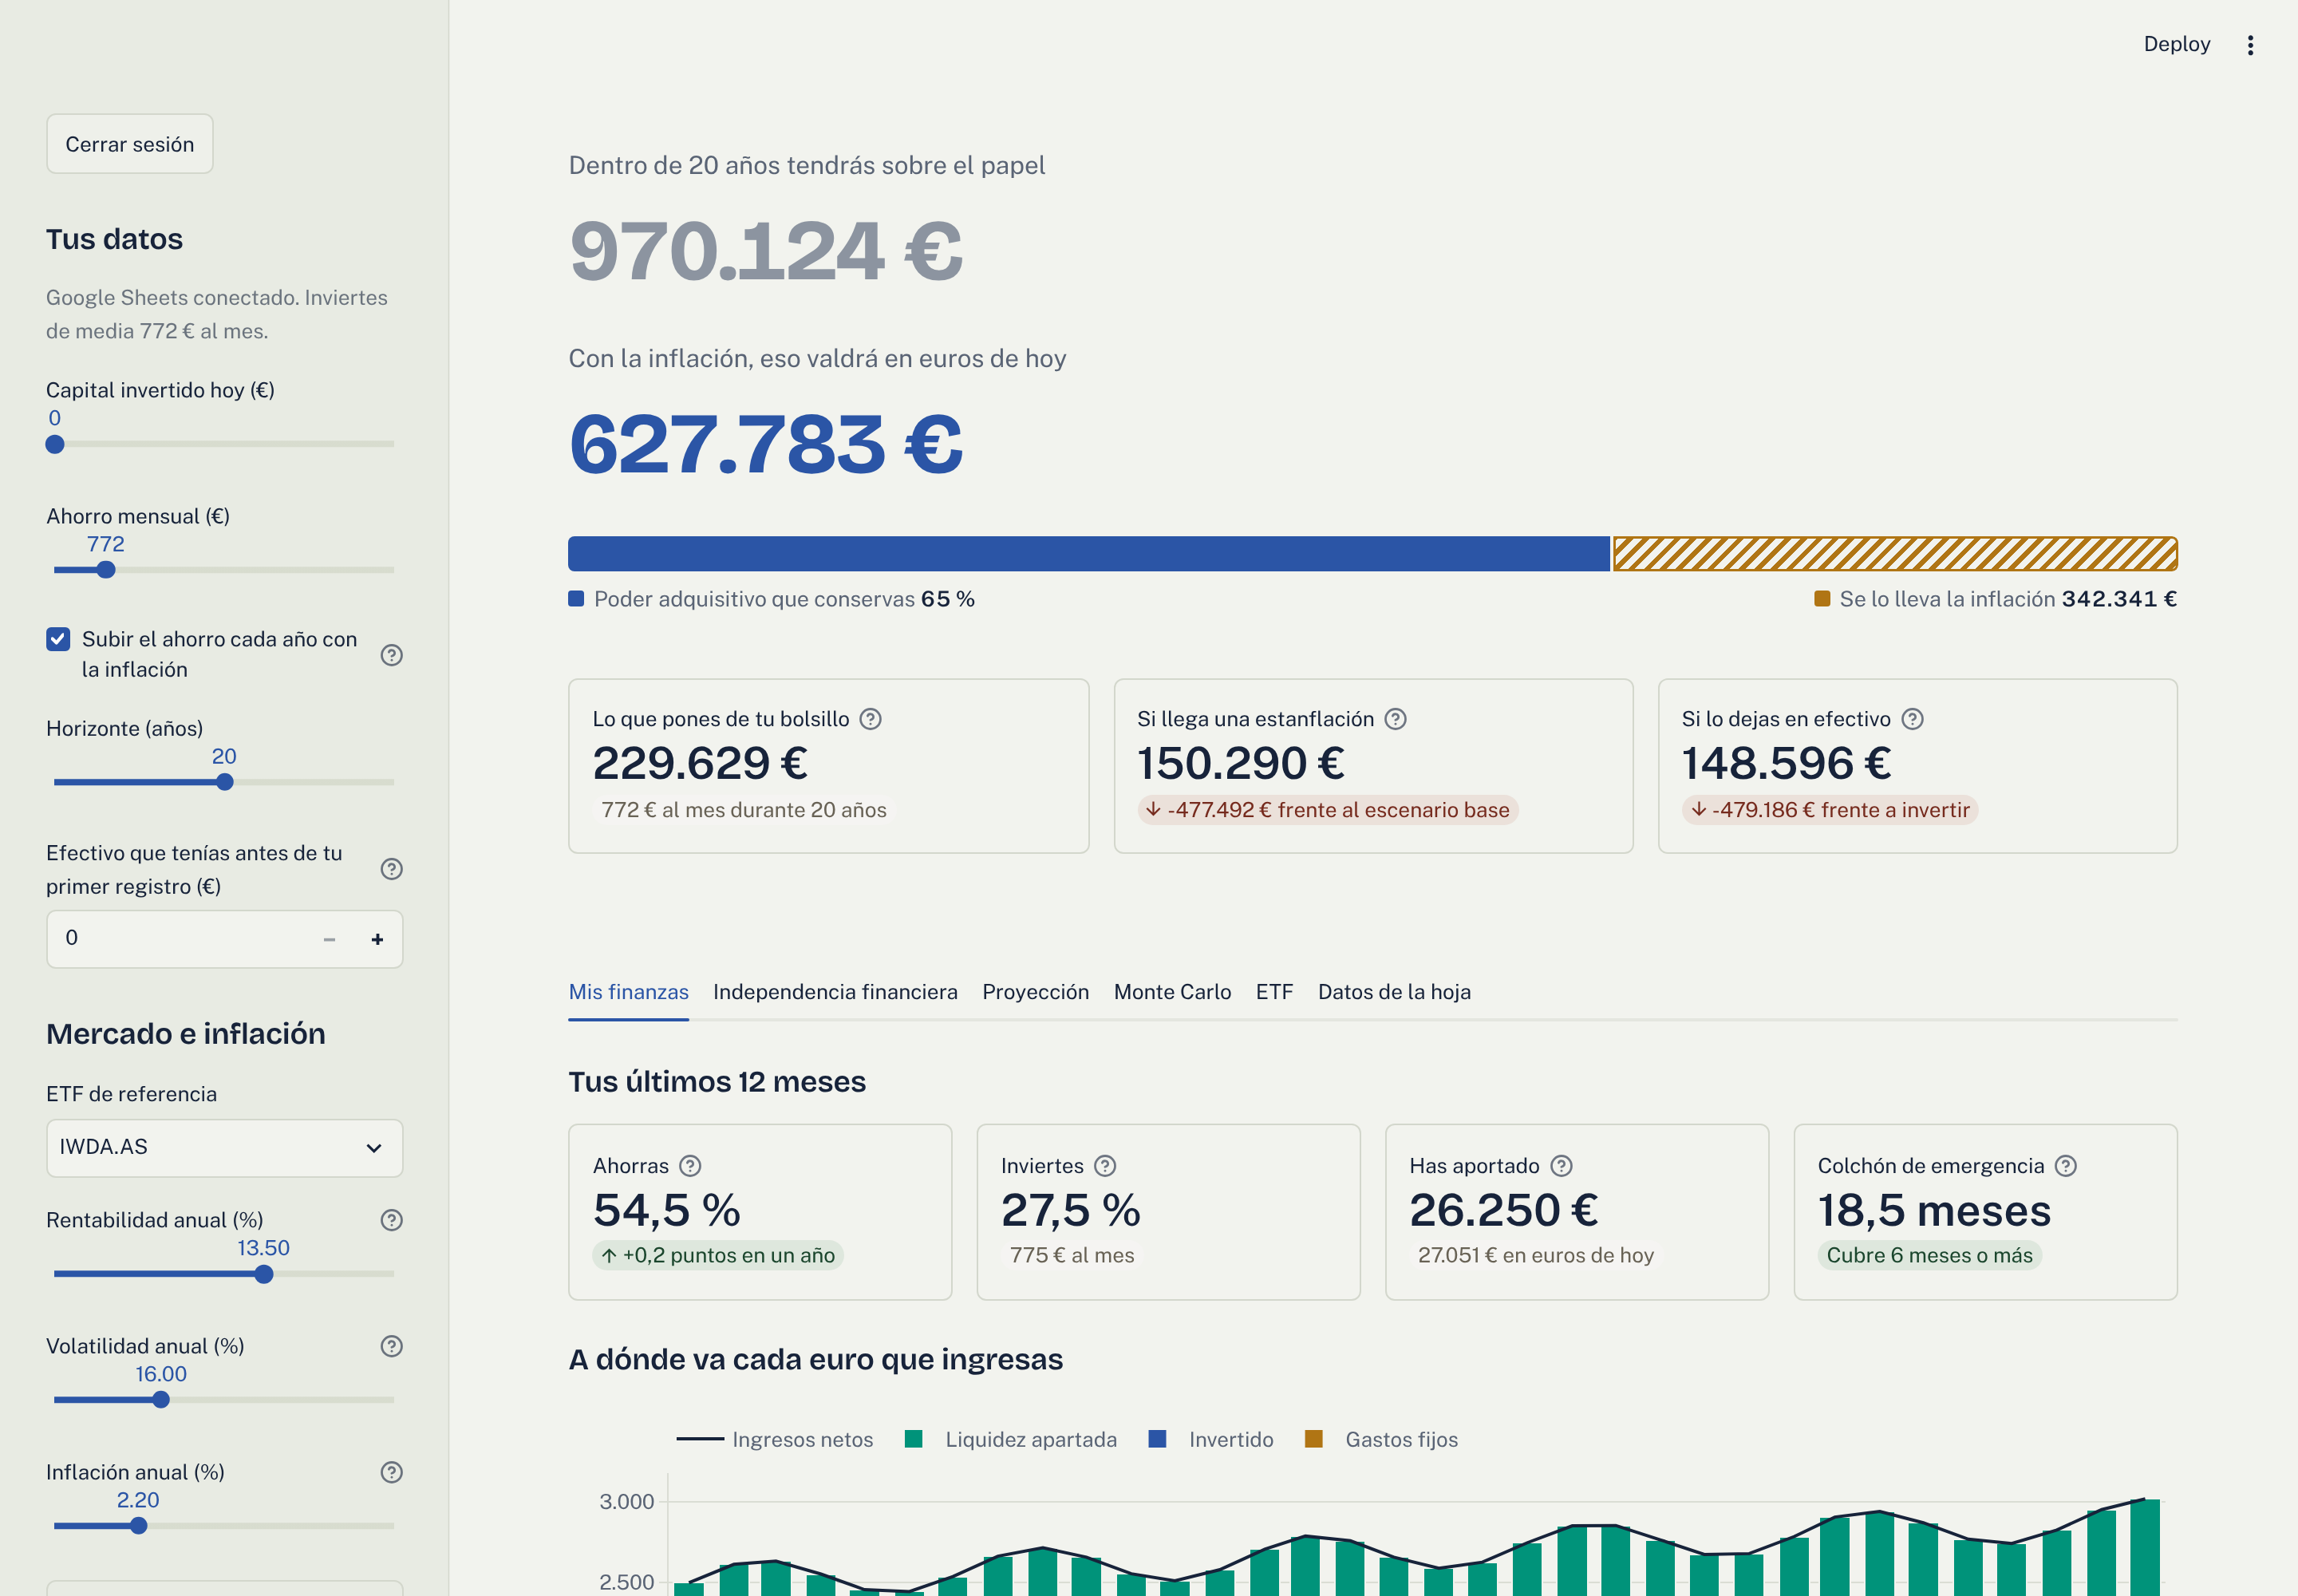 Deploy
Cerrar sesión
Tus datos
Google Sheets conectado. Inviertes
de media 772 € al mes.
Capital invertido hoy (€)
0
Ahorro mensual (€)
772
Subir el ahorro cada año con
la inflación
Horizonte (años)
20
Efectivo que tenías antes de tu
primer registro (€)
0
Mercado e inflación
ETF de referencia
IWDA.AS
Rentabilidad anual (%)
13.50
Volatilidad anual (%)
16.00
Inflación anual (%)
2.20
Dentro de 20 años tendrás sobre el papel
970.124 €
Con la inflación, eso valdrá en euros de hoy
627.783 €
Poder adquisitivo que conservas 65 %
Se lo lleva la inflación 342.341 €
Lo que pones de tu bolsillo
229.629 €
772 € al mes durante 20 años
Si llega una estanflación
150.290 €
-477.492 € frente al escenario base
Si lo dejas en efectivo
148.596 €
-479.186 € frente a invertir
Mis finanzas Independencia financiera Proyección Monte Carlo ETF Datos de la hoja
Tus últimos 12 meses
Ahorras
54,5 %
+0,2 puntos en un año
Inviertes
27,5 %
775 € al mes
Has aportado
26.250 €
27.051 € en euros de hoy
Colchón de emergencia
18,5 meses
Cubre 6 meses o más
A dónde va cada euro que ingresas
Ingresos netos Liquidez apartada Invertido Gastos fijos
3.000
2.500